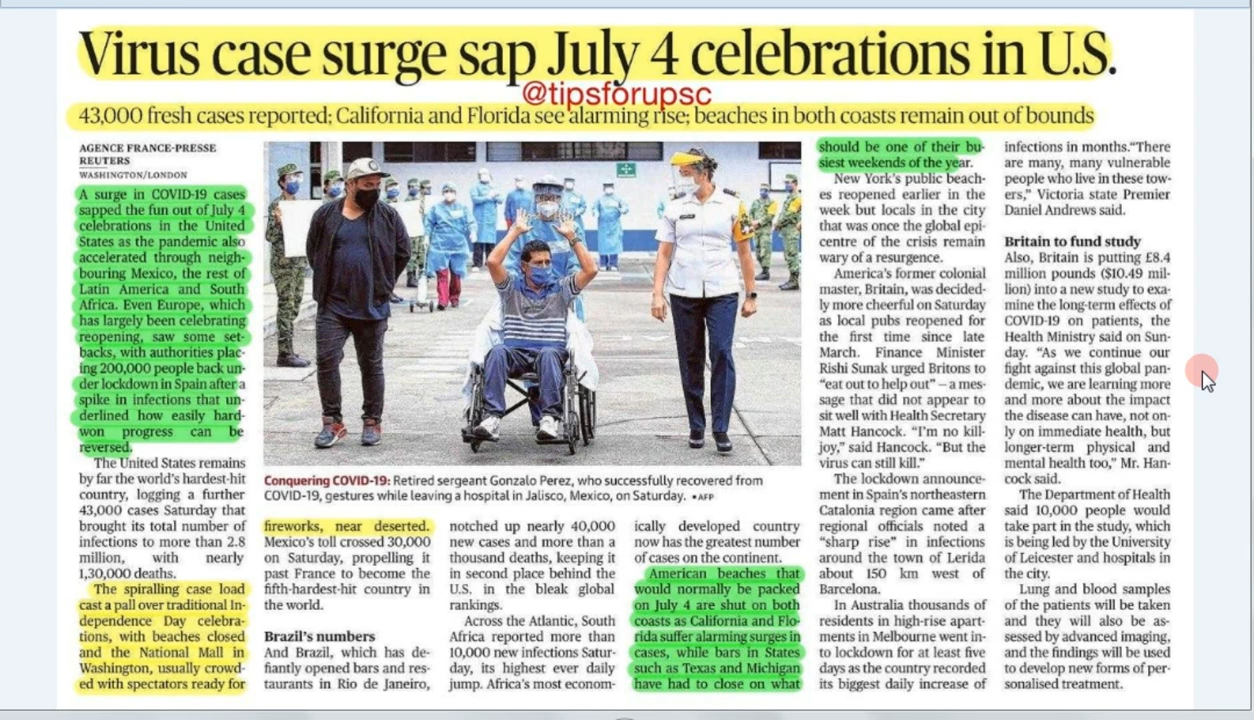 Virus case surge sap July 4 celebrations in U.S.
@tipsforupsc
43,000 fresh cases reported; California and Florida see alarming rise; beaches in both coasts remain out of bounds
AGENCE FRANCE-PRESSE
REUTERS
WASHINGTON/LONDON
A surge in COVID-19 cases
sapped the fun out of July 4
celebrations in the United
States as the pandemic also
accelerated through neigh-
bouring Mexico, the rest of
Latin America and South
Africa. Even Europe, which
has largely been celebrating
reopening, saw some set-
backs, with authorities plac-
ing 200,000 people back un-
der lockdown in Spain after a
spike in infections that un-
derlined how easily hard-
won progress can be
reversed.
The United States remains
by far the world's hardest-hit
country, logging a further
43,000 cases Saturday that
brought its total number of
infections to more than 2.8
million, with nearly
1,30,000 deaths.
The spiralling case load
cast a pall over traditional In-
dependence Day celebra-
tions, with beaches closed
and the National Mall in
Washington, usually crowd-
ed with spectators ready for
Conquering COVID-19: Retired sergeant Gonzalo Perez, who successfully recovered from
COVID-19, gestures while leaving a hospital in Jalisco, Mexico, on Saturday. •AFP
fireworks, near deserted.
Mexico's toll crossed 30,000
on Saturday, propelling it
past France to become the
fifth-hardest-hit country in
the world.
Brazil's numbers
And Brazil, which has de-
fiantly opened bars and res-
taurants in Rio de Janeiro,
notched up nearly 40,000
new cases and more than a
thousand deaths, keeping it
in second place behind the
U.S. in the bleak global
rankings.
Across the Atlantic, South
Africa reported more than
10,000 new infections Satur-
day, its highest ever daily
jump. Africa's most econom-
ically developed country
now has the greatest number
of cases on the continent.
American beaches that
would normally be packed
on July 4 are shut on both
coasts as California and Flo-
rida suffer alarming surges in
cases, while bars in States
such as Texas and Michigan
have had to close on what
should be one of their bu-
siest weekends of the year.
New York's public beach-
es reopened earlier in the
week but locals in the city
that was once the global epi-
centre of the crisis remain
wary of a resurgence.
America's former colonial
master, Britain, was decided-
ly more cheerful on Saturday
as local pubs reopened for
the first time since late
March. Finance Minister
Rishi Sunak urged Britons to
"eat out to help out" – a mes-
sage that did not appear to
sit well with Health Secretary
Matt Hancock. "I'm no kill-
joy," said Hancock. "But the
virus can still kill."
The lockdown announce-
ment in Spain's northeastern
Catalonia region came after
regional officials noted a
"sharp rise" in infections
around the town of Lerida
about 150 km west of
Barcelona.
In Australia thousands of
residents in high-rise apart-
ments in Melbourne went in-
to lockdown for at least five
days as the country recorded
its biggest daily increase of
infections in months."There
are many, many vulnerable
people who live in these tow-
ers," Victoria state Premier
Daniel Andrews said.
Britain to fund study
Also, Britain is putting £8.4
million pounds ($10.49 mil-
lion) into a new study to exa-
mine the long-term effects of
COVID-19 on patients, the
Health Ministry said on Sun-
day. "As we continue our
fight against this global pan-
demic, we are learning more
and more about the impact
the disease can have, not on-
ly on immediate health, but
longer-term physical and
mental health too," Mr. Han-
cock said.
The Department of Health
said 10,000 people would
take part in the study, which
is being led by the University
of Leicester and hospitals in
the city.
Lung and blood samples
of the patients will be taken
and they will also be as-
sessed by advanced imaging,
and the findings will be used
to develop new forms of per-
sonalised treatment.